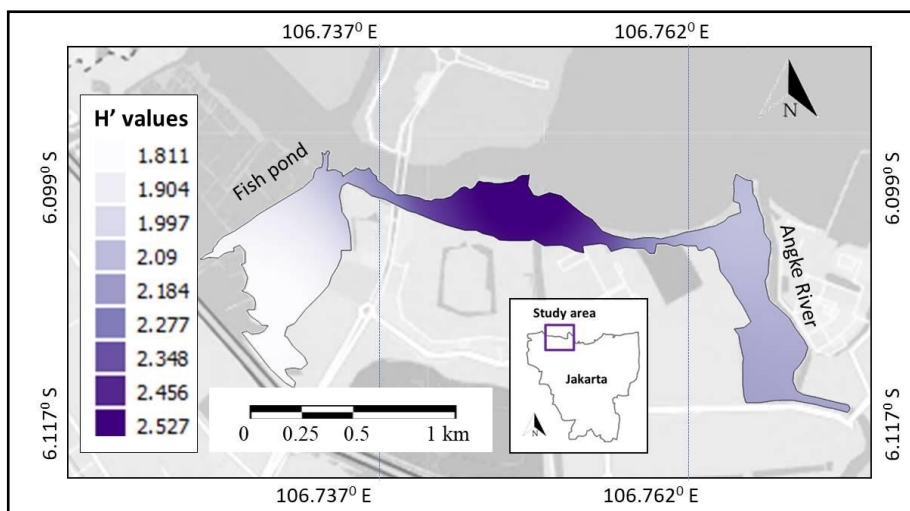 106.737⁰ E
106.762⁰ E
H’ values
1.811
1.904
1.997
2.09
2.184
2.277
2.348
2.456
2.527
Fish pond
N
6.099⁰ S
6.099⁰ S
Angke River
Study area
Jakarta
N
0 0.25 0.5 1 km
6.117⁰ S
6.117⁰ S
106.737⁰ E
106.762⁰ E